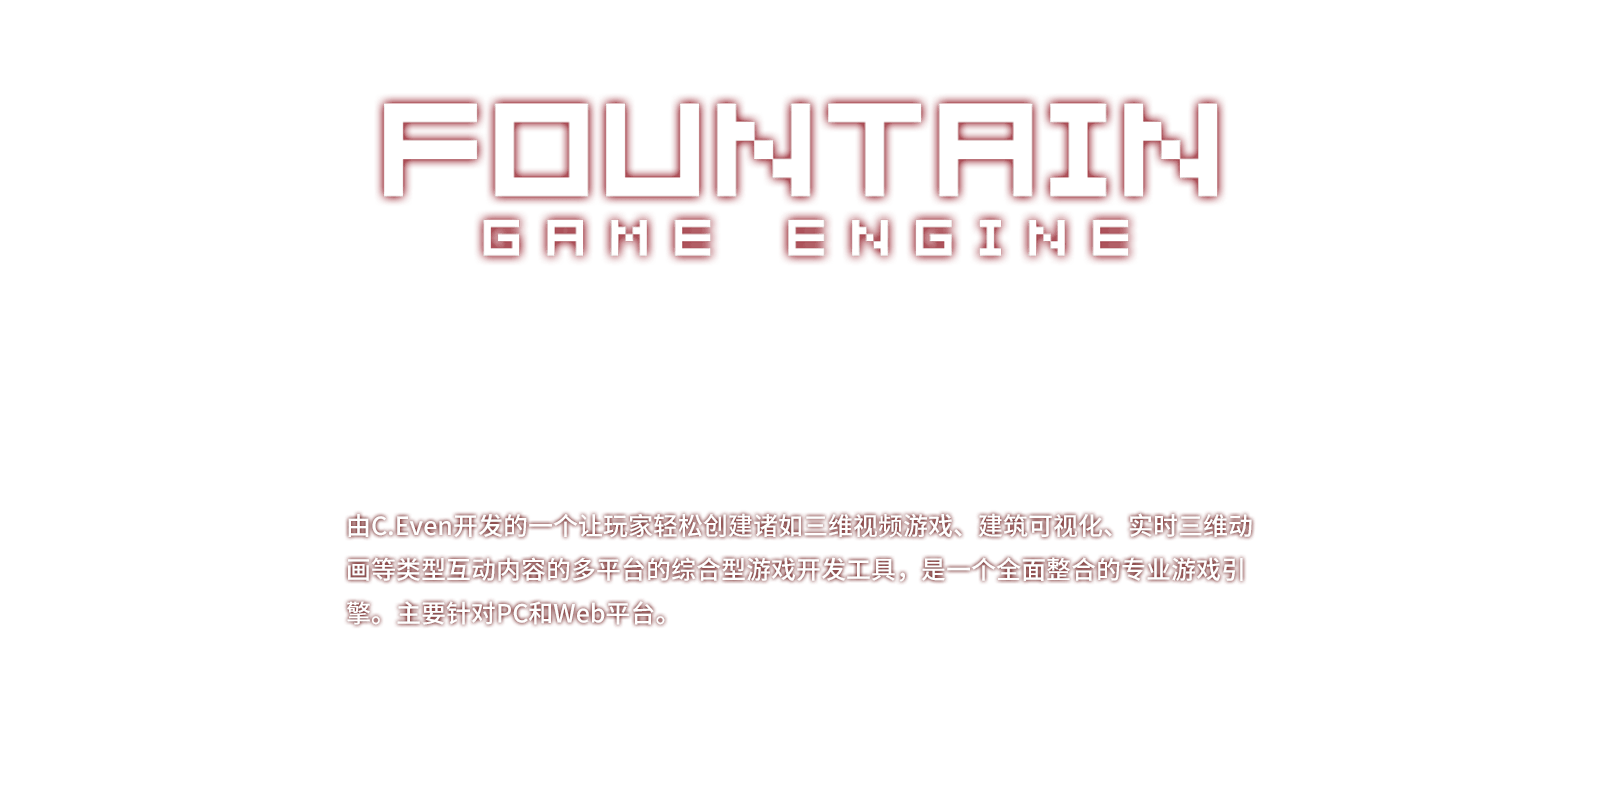 FOUNTAIN
GAME ENGINE
由C.Even开发的一个让玩家轻松创建诸如三维视频游戏、建筑可视化、实时三维动
画等类型互动内容的多平台的综合型游戏开发工具，是一个全面整合的专业游戏引
擎。主要针对PC和Web平台。